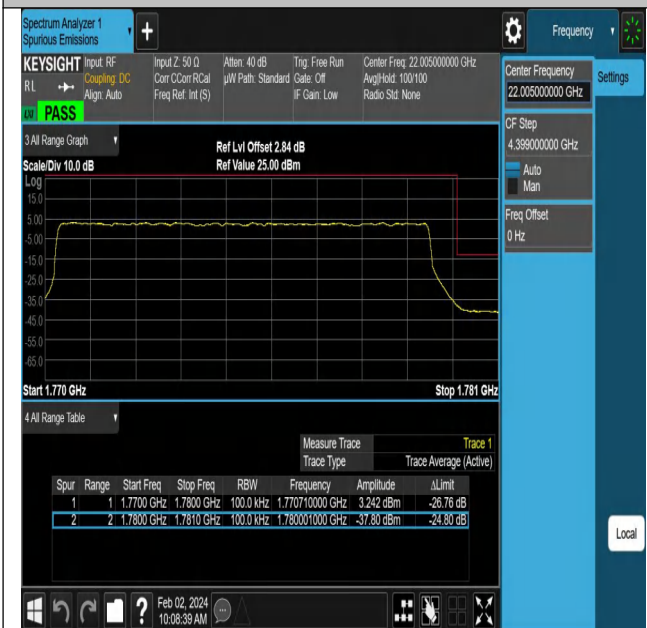 Spectrum Analyzer 1
Spurious Emissions
+
Frequency
KEYSIGHT Input: RF Input Z: 50 Ω Atten: 40 dB Trig: Free Run Center Freq: 22.005000000 GHz
RL Coupling: DC Corr CCorr RCal µW Path: Standard Gate: Off Avg|Hold: 100/100
Align: Auto Freq Ref: Int (S) IF Gain: Low Radio Std: None
PASS
Center Frequency
22.005000000 GHz
Settings
CF Step
4.399000000 GHz
Auto
Man
Freq Offset
0 Hz
3 All Range Graph
Ref Lvl Offset 2.84 dB
Scale/Div 10.0 dB Ref Value 25.00 dBm
Log
15.0
5.00
-5.00
-15.0
-25.0
-35.0
-45.0
-55.0
-65.0
Start 1.770 GHz Stop 1.781 GHz
4 All Range Table
Measure Trace Trace 1
Trace Type Trace Average (Active)
Spur Range Start Freq Stop Freq RBW Frequency Amplitude ΔLimit
1 1 1.7700 GHz 1.7800 GHz 100.0 kHz 1.770710000 GHz 3.242 dBm -26.76 dB
2 2 1.7800 GHz 1.7810 GHz 100.0 kHz 1.780001000 GHz -37.80 dBm -24.80 dB
Local
? Feb 02, 2024
10:08:39 AM